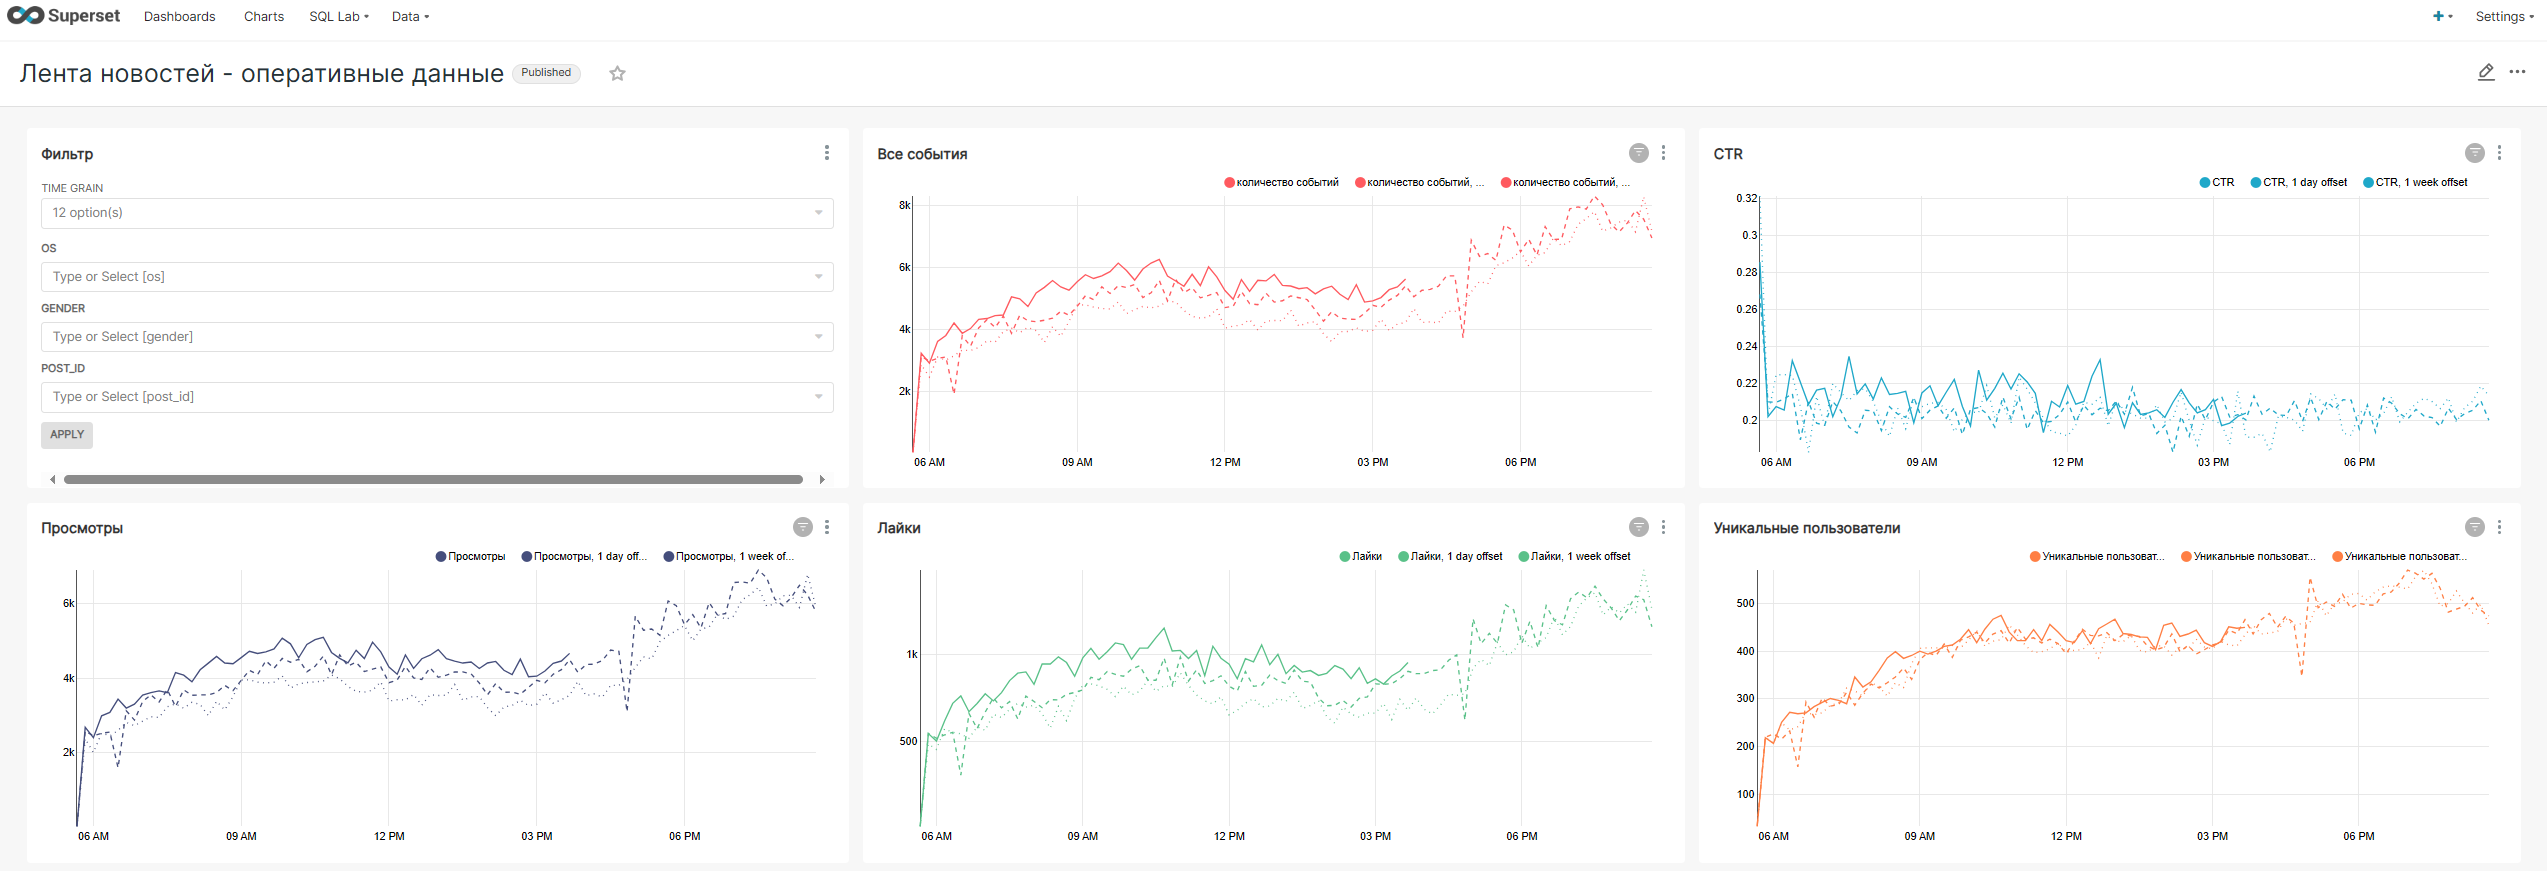 Superset Dashboards Charts SQL Lab Data + Settings
Лента новостей - оперативные данные Published
Фильтр
TIME GRAIN
12 option(s)
OS
Type or Select [os]
GENDER
Type or Select [gender]
POST_ID
Type or Select [post_id]
APPLY
Все события
количество событий количество событий, ... количество событий, ...
8k
6k
4k
2k
06 AM 09 AM 12 PM 03 PM 06 PM
CTR
CTR CTR, 1 day offset CTR, 1 week offset
0.32
0.3
0.28
0.26
0.24
0.22
0.2
06 AM 09 AM 12 PM 03 PM 06 PM
Просмотры
Просмотры Просмотры, 1 day off... Просмотры, 1 week of...
6k
4k
2k
06 AM 09 AM 12 PM 03 PM 06 PM
Лайки
Лайки Лайки, 1 day offset Лайки, 1 week offset
1k
500
06 AM 09 AM 12 PM 03 PM 06 PM
Уникальные пользователи
Уникальные пользоват... Уникальные пользоват... Уникальные пользоват...
500
400
300
200
100
06 AM 09 AM 12 PM 03 PM 06 PM